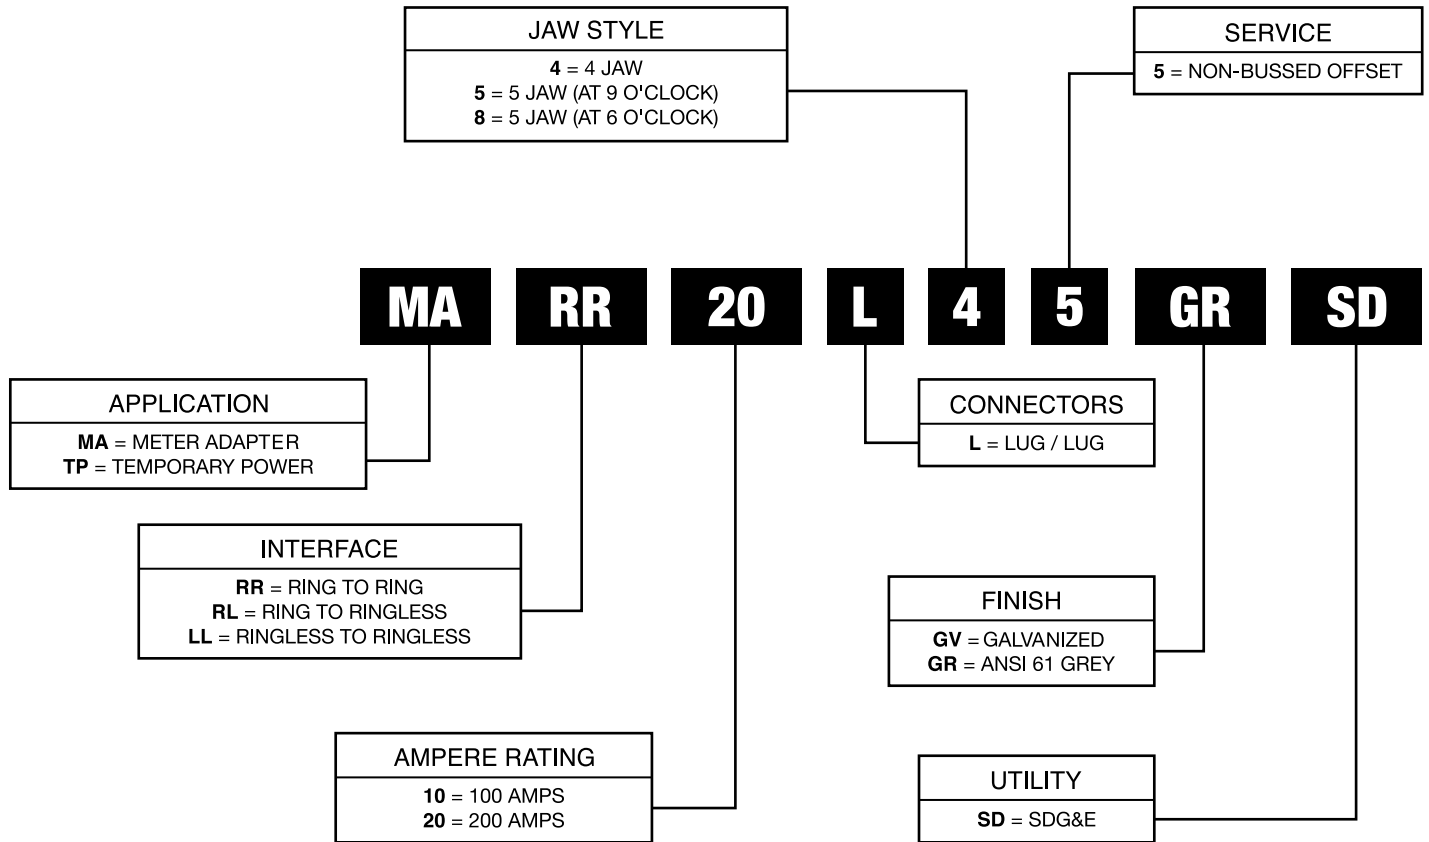 JAW STYLE
4 = 4 JAW
5 = 5 JAW (AT 9 O'CLOCK)
8 = 5 JAW (AT 6 O'CLOCK)
SERVICE
5 = NON-BUSSED OFFSET
MA RR 20 L 4 5 GR SD
APPLICATION
MA = METER ADAPTER
TP = TEMPORARY POWER
CONNECTORS
L = LUG / LUG
INTERFACE
RR = RING TO RING
RL = RING TO RINGLESS
LL = RINGLESS TO RINGLESS
FINISH
GV = GALVANIZED
GR = ANSI 61 GREY
AMPERE RATING
10 = 100 AMPS
20 = 200 AMPS
UTILITY
SD = SDG&E